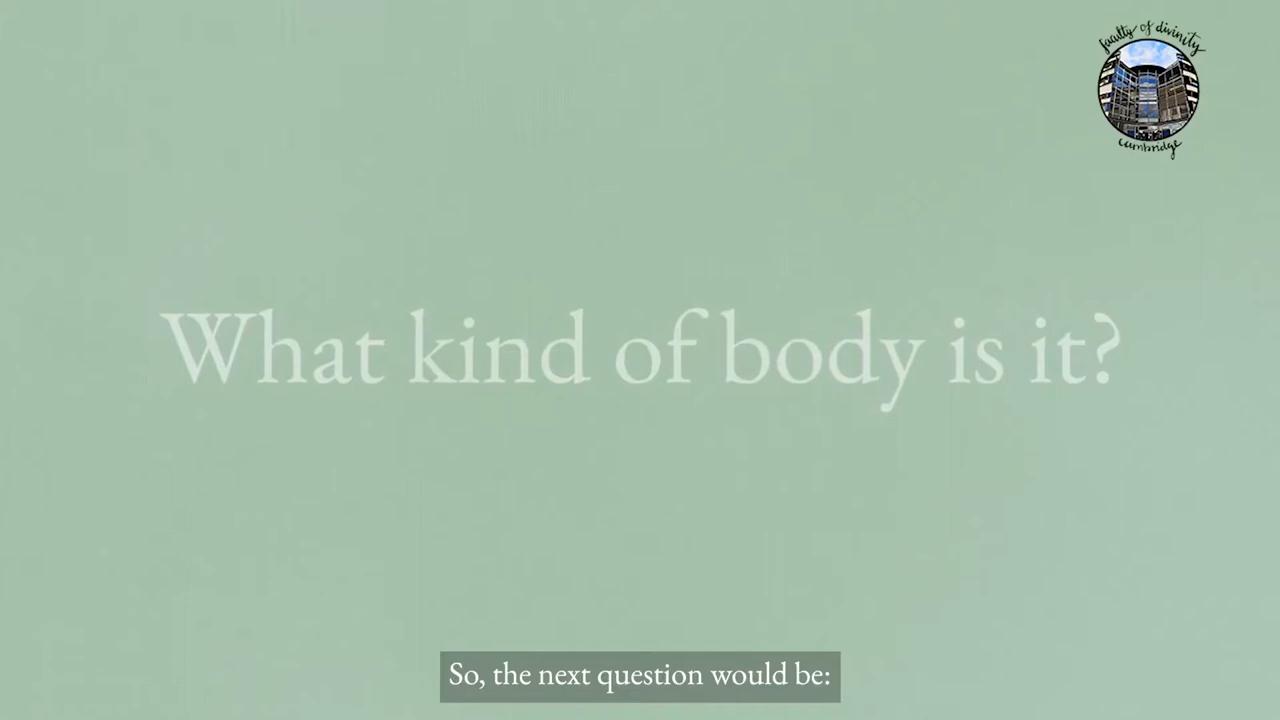 faculty of divinity
cambridge
What kind of body is it?
So, the next question would be: